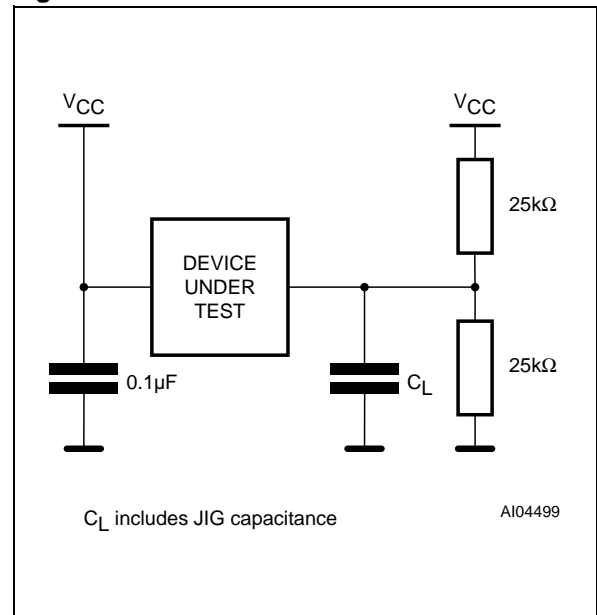 VCC
VCC
25kΩ
DEVICE
UNDER
TEST
0.1µF
CL
25kΩ
CL includes JIG capacitance
AI04499